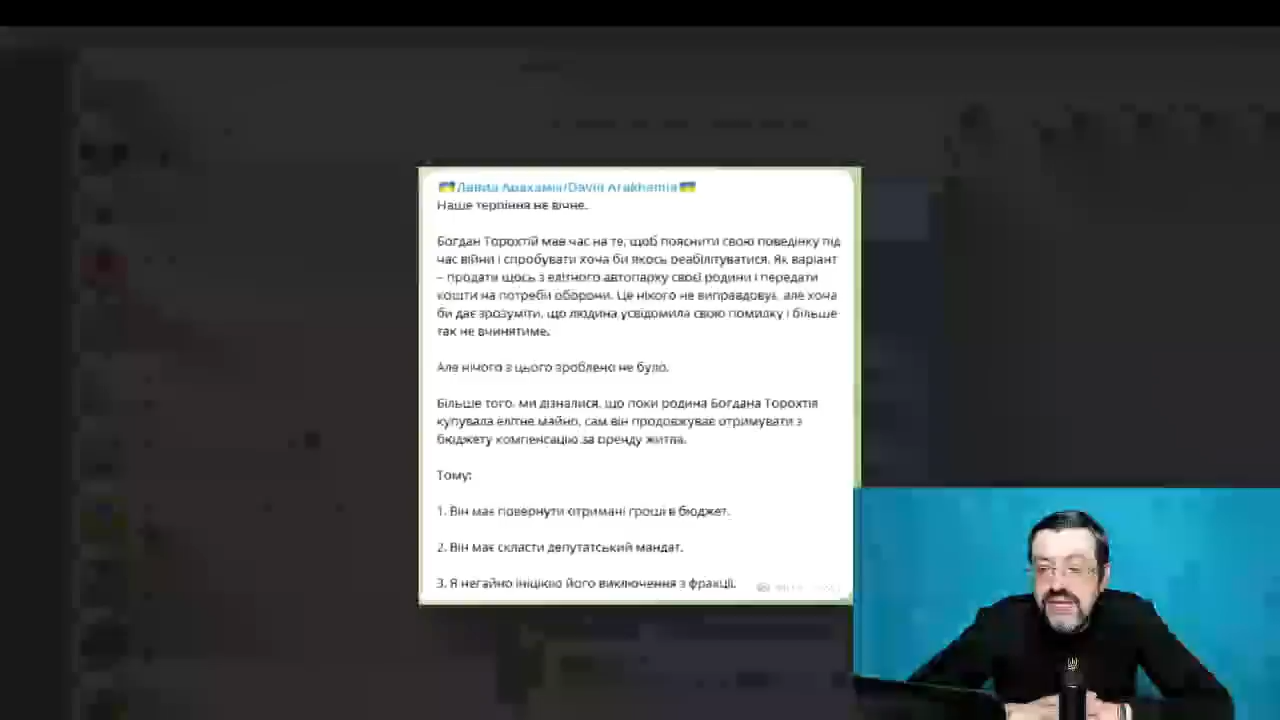 🇺🇦Давид Арахамія/David Arakhamia🇺🇦
Наше терпіння не вічне.
Богдан Торохтій мав час на те, щоб пояснити свою поведінку під
час війни і спробувати хоча би якось реабілітуватися. Як варіант
– продати щось з елітного автопарку своєї родини і передати
кошти на потреби оборони. Це нікого не виправдовує, але хоча
би дає зрозуміти, що людина усвідомила свою помилку і більше
так не вчинятиме.
Але нічого з цього зроблено не було.
Більше того, ми дізналися, що поки родина Богдана Торохтія
купувала елітне майно, сам він продовжував отримувати з
бюджету компенсацію за оренду житла.
Тому:
1. Він має повернути отримані гроші в бюджет.
2. Він має скласти депутатський мандат.
3. Я негайно ініціюю його виключення з фракції.